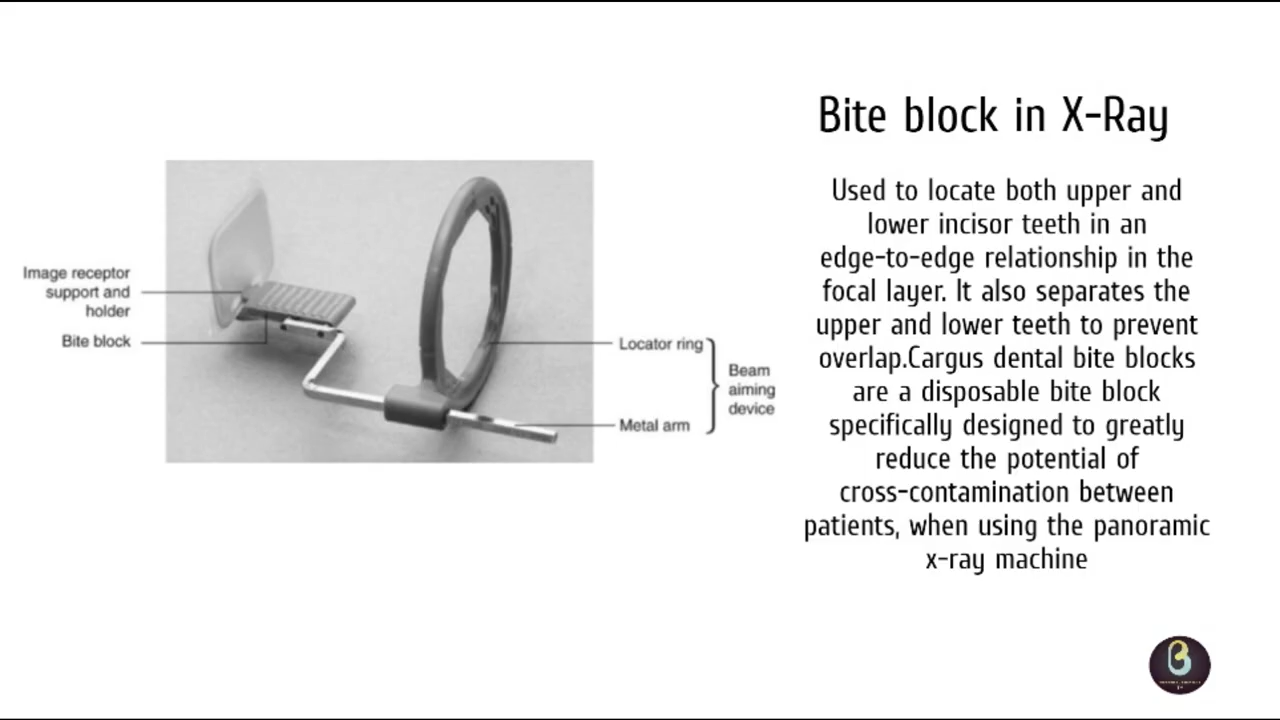 Bite block in X-Ray
Used to locate both upper and
lower incisor teeth in an
edge-to-edge relationship in the
focal layer. It also separates the
upper and lower teeth to prevent
overlap.Cargus dental bite blocks
are a disposable bite block
specifically designed to greatly
reduce the potential of
cross-contamination between
patients, when using the panoramic
x-ray machine
Image receptor
support and
holder
Bite block
Locator ring
Metal arm
Beam
aiming
device
B